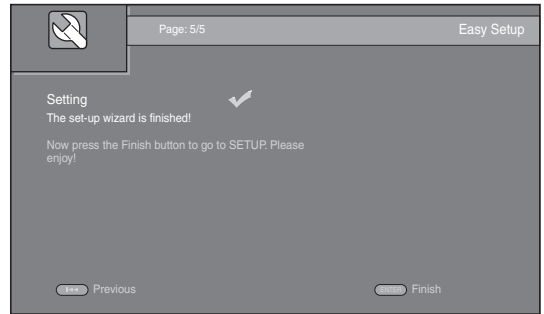 Page: 5/5
Easy Setup
Setting
The set-up wizard is finished!
Now press the Finish button to go to SETUP. Please
enjoy!
Previous
ENTER Finish